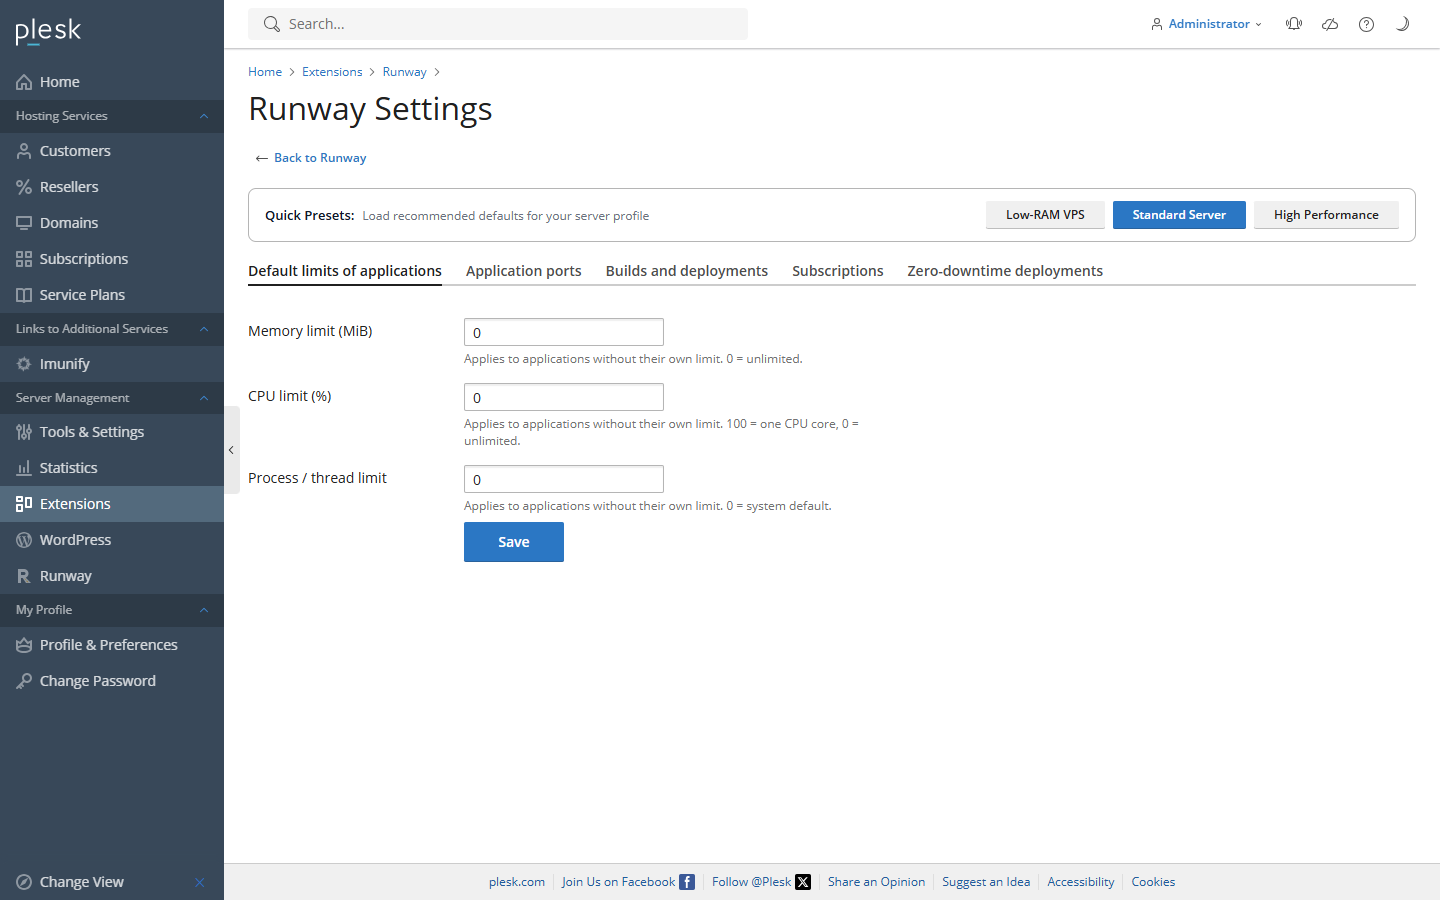 plesk
Search...
Administrator
Home
Hosting Services
Customers
Resellers
Domains
Subscriptions
Service Plans
Links to Additional Services
Imunify
Server Management
Tools & Settings
Statistics
Extensions
WordPress
Runway
My Profile
Profile & Preferences
Change Password
Change View
Home > Extensions > Runway >
Runway Settings
← Back to Runway
Quick Presets: Load recommended defaults for your server profile
Low-RAM VPS
Standard Server
High Performance
Default limits of applications
Application ports
Builds and deployments
Subscriptions
Zero-downtime deployments
Memory limit (MiB)
0
Applies to applications without their own limit. 0 = unlimited.
CPU limit (%)
0
Applies to applications without their own limit. 100 = one CPU core, 0 =
unlimited.
Process / thread limit
0
Applies to applications without their own limit. 0 = system default.
Save
plesk.com
Join Us on Facebook
Follow @Plesk
Share an Opinion
Suggest an Idea
Accessibility
Cookies